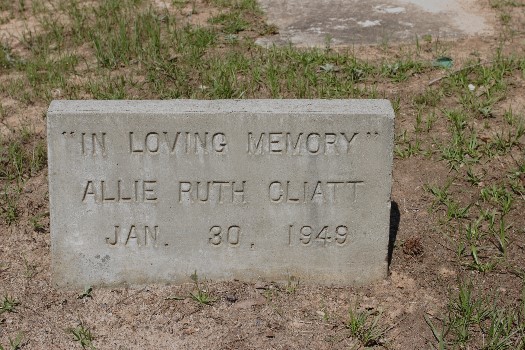 "IN LOVING MEMORY"
ALLIE RUTH CLIATT
JAN. 30, 1949